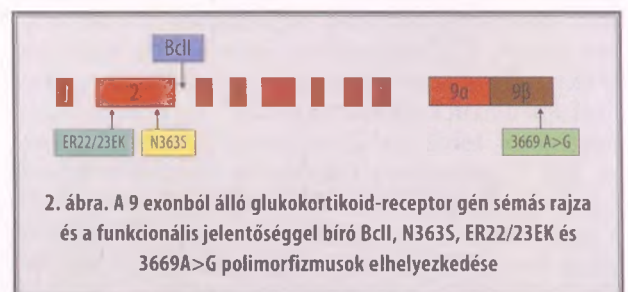 BclI
1 2 9α 9β
ER22/23EK N363S 3669 A>G
2. ábra. A 9 exonból álló glukokortikoid-receptor gén sémás rajza
és a funkcionális jelentőséggel bíró BclI, N363S, ER22/23EK és
3669A>G polimorfizmusok elhelyezkedése